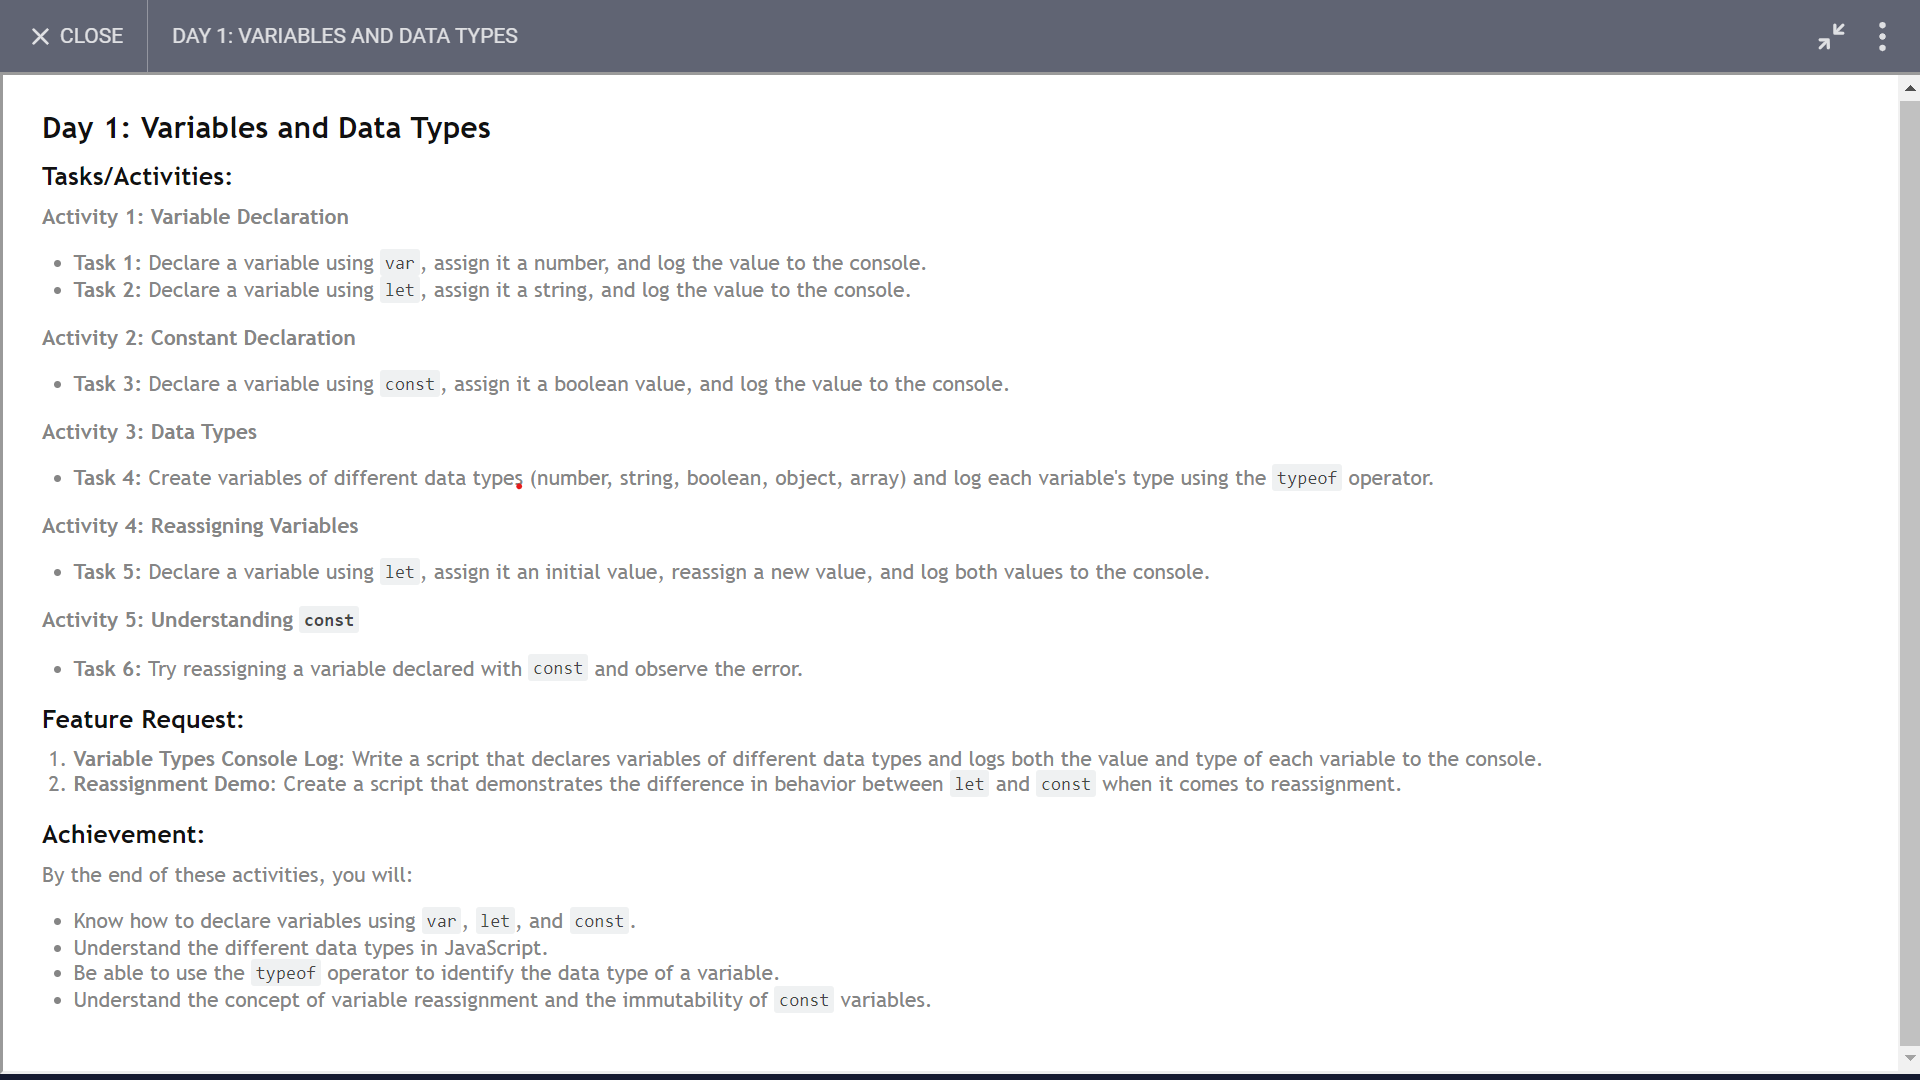 CLOSE DAY 1: VARIABLES AND DATA TYPES
Day 1: Variables and Data Types
Tasks/Activities:
Activity 1: Variable Declaration
• Task 1: Declare a variable using var, assign it a number, and log the value to the console.
• Task 2: Declare a variable using let, assign it a string, and log the value to the console.
Activity 2: Constant Declaration
• Task 3: Declare a variable using const, assign it a boolean value, and log the value to the console.
Activity 3: Data Types
• Task 4: Create variables of different data types (number, string, boolean, object, array) and log each variable's type using the typeof operator.
Activity 4: Reassigning Variables
• Task 5: Declare a variable using let, assign it an initial value, reassign a new value, and log both values to the console.
Activity 5: Understanding const
• Task 6: Try reassigning a variable declared with const and observe the error.
Feature Request:
1. Variable Types Console Log: Write a script that declares variables of different data types and logs both the value and type of each variable to the console.
2. Reassignment Demo: Create a script that demonstrates the difference in behavior between let and const when it comes to reassignment.
Achievement:
By the end of these activities, you will:
• Know how to declare variables using var, let, and const.
• Understand the different data types in JavaScript.
• Be able to use the typeof operator to identify the data type of a variable.
• Understand the concept of variable reassignment and the immutability of const variables.